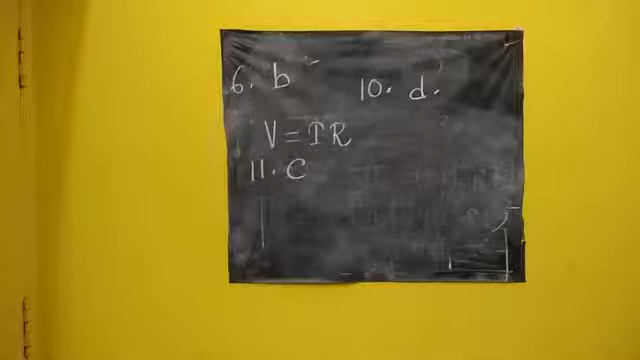 6. b
10. d.
V = IR
11. C